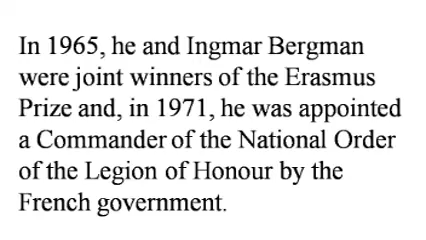 In 1965, he and Ingmar Bergman
were joint winners of the Erasmus
Prize and, in 1971, he was appointed
a Commander of the National Order
of the Legion of Honour by the
French government.